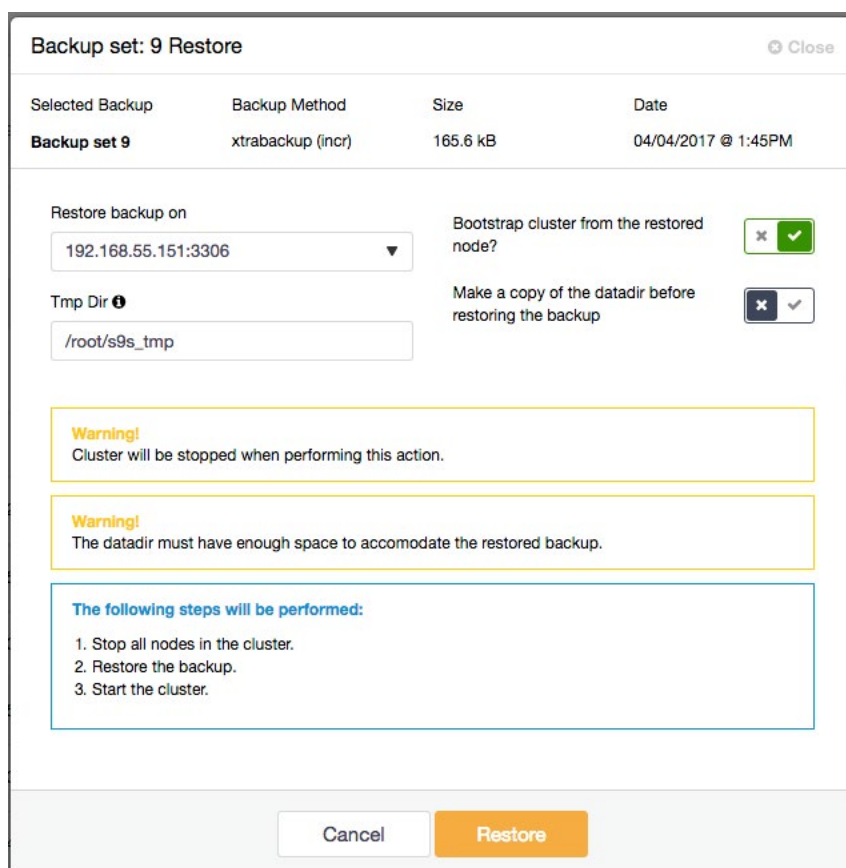 Backup set: 9 Restore
Close
Selected Backup Backup Method Size Date
Backup set 9 xtrabackup (incr) 165.6 kB 04/04/2017 @ 1:45PM
Restore backup on
192.168.55.151:3306
Bootstrap cluster from the restored
node?
Tmp Dir
/root/s9s_tmp
Make a copy of the datadir before
restoring the backup
Warning!
Cluster will be stopped when performing this action.
Warning!
The datadir must have enough space to accomodate the restored backup.
The following steps will be performed:
1. Stop all nodes in the cluster.
2. Restore the backup.
3. Start the cluster.
Cancel
Restore